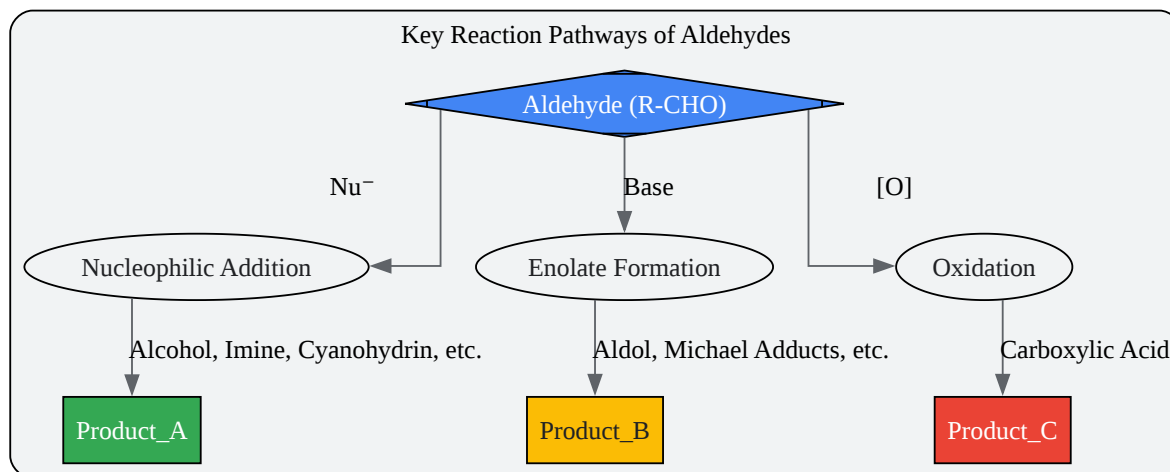 Key Reaction Pathways of Aldehydes
Aldehyde (R-CHO)
Nu⁻
Base
[O]
Nucleophilic Addition
Enolate Formation
Oxidation
Alcohol, Imine, Cyanohydrin, etc.
Aldol, Michael Adducts, etc.
Carboxylic Acid
Product_A
Product_B
Product_C